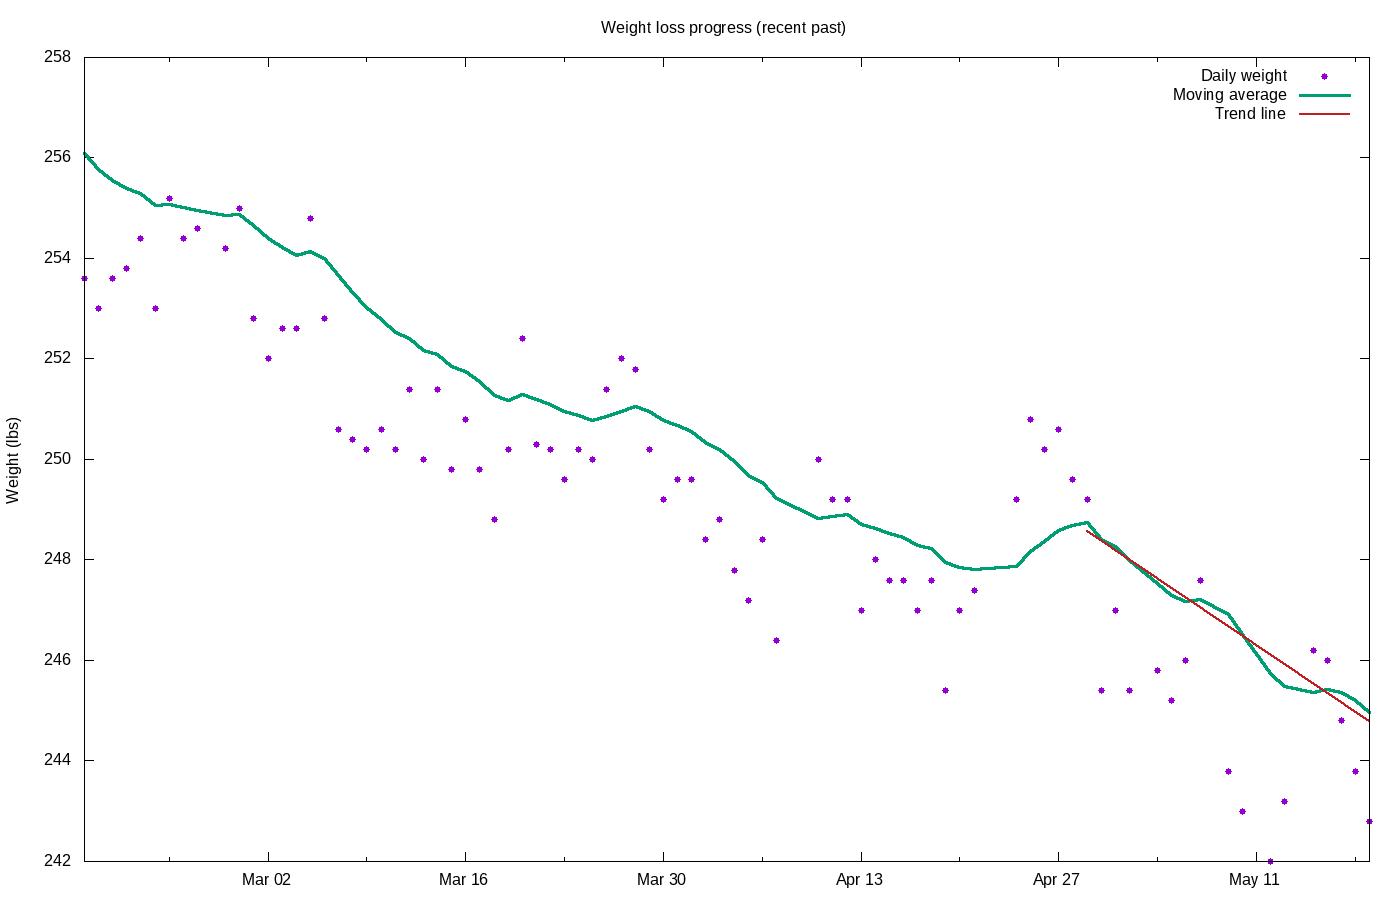 Weight loss progress (recent past)
258
256
254
252
250
248
246
244
242
Weight (lbs)
Daily weight
Moving average
Trend line
Mar 02
Mar 16
Mar 30
Apr 13
Apr 27
May 11